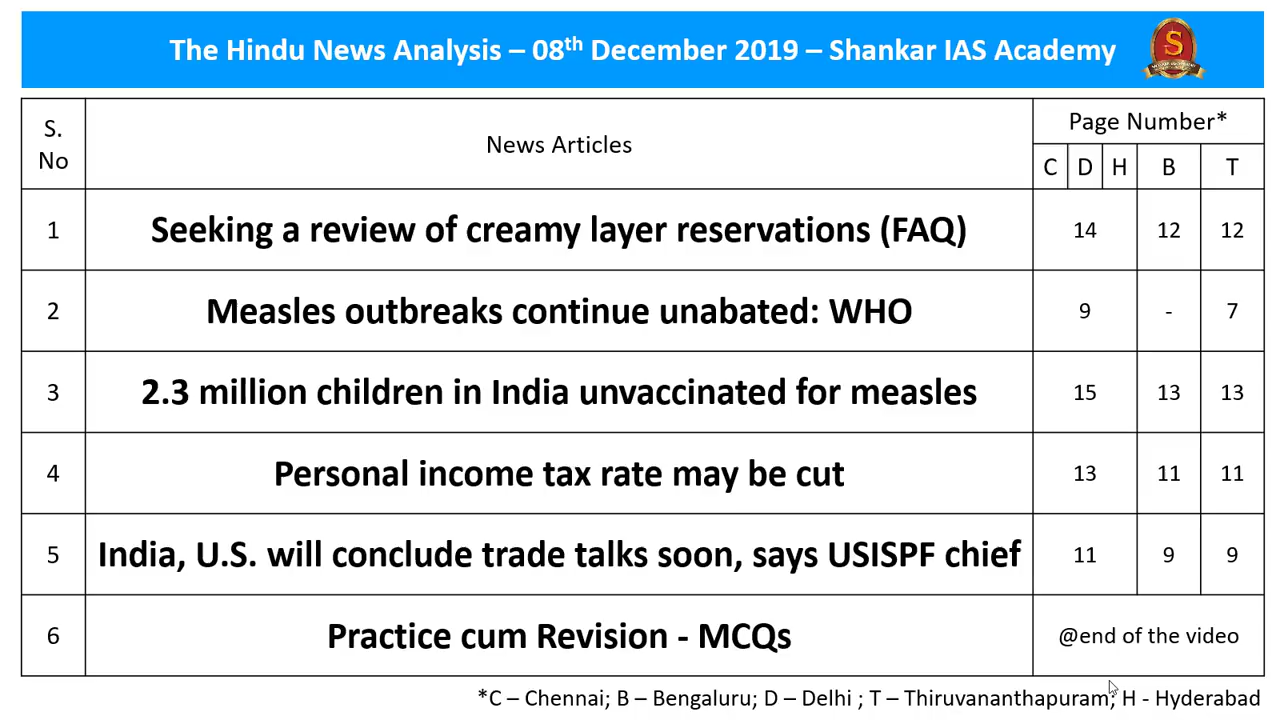 The Hindu News Analysis – 08th December 2019 – Shankar IAS Academy
S
S. No
News Articles
Page Number*
C D H B T
1 Seeking a review of creamy layer reservations (FAQ) 14 12 12
2 Measles outbreaks continue unabated: WHO 9 - 7
3 2.3 million children in India unvaccinated for measles 15 13 13
4 Personal income tax rate may be cut 13 11 11
5 India, U.S. will conclude trade talks soon, says USISPF chief 11 9 9
6 Practice cum Revision - MCQs @end of the video
*C – Chennai; B – Bengaluru; D – Delhi ; T – Thiruvananthapuram; H - Hyderabad